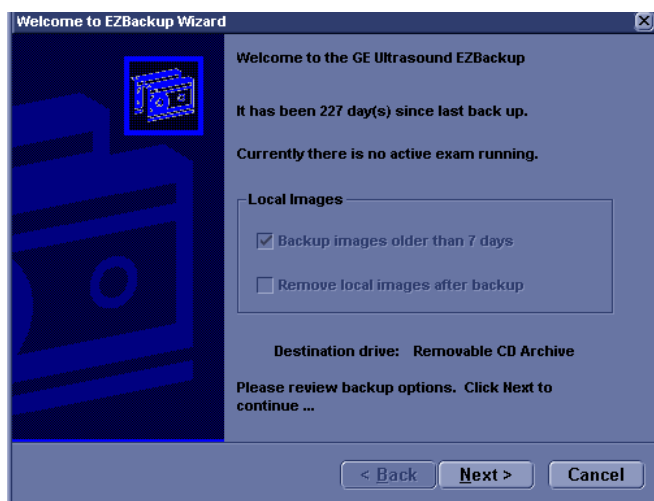 Welcome to EZBackup Wizard
Welcome to the GE Ultrasound EZBackup
It has been 227 day(s) since last back up.
Currently there is no active exam running.
Local Images
Backup images older than 7 days
Remove local images after backup
Destination drive: Removable CD Archive
Please review backup options. Click Next to
continue ...
< Back Next > Cancel